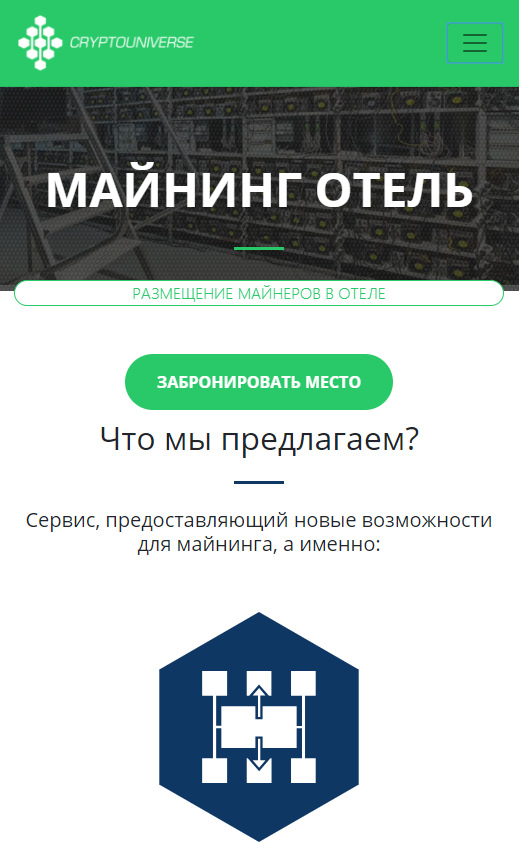 CRYPTOUNIVERSE
МАЙНИНГ ОТЕЛЬ
РАЗМЕЩЕНИЕ МАЙНЕРОВ В ОТЕЛЕ
ЗАБРОНИРОВАТЬ МЕСТО
Что мы предлагаем?
Сервис, предоставляющий новые возможности
для майнинга, а именно: